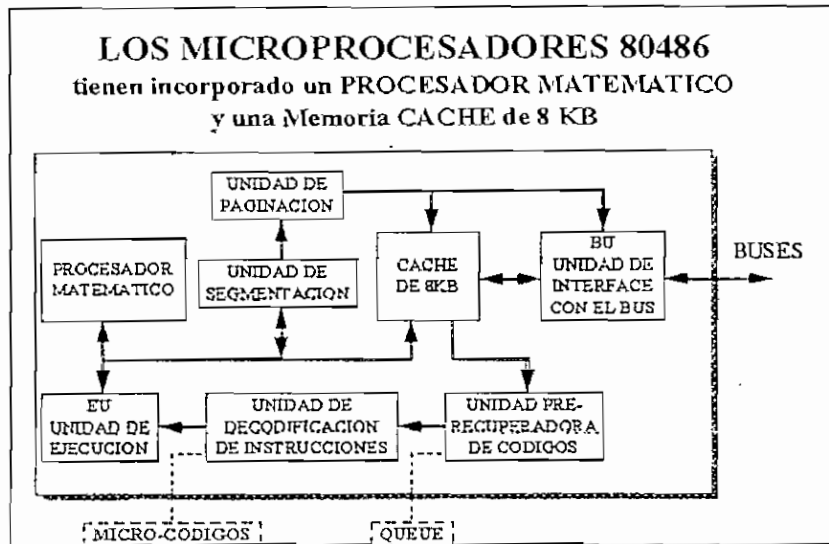 LOS MICROPROCESADORES 80486
tienen incorporado un PROCESADOR MATEMATICO
y una Memoria CACHE de 8 KB
UNIDAD DE
PAGINACION
PROCESADOR
MATEMATICO
UNIDAD DE
SEGMENTACION
CACHE
DE 8KB
BU
UNIDAD DE
INTERFACE
CON EL BUS
BUSES
EU
UNIDAD DE
EJECUCION
UNIDAD DE
DECODIFICACION
DE INSTRUCCIONES
UNIDAD PRE-
RECUPERADORA
DE CODIGOS
MICRO-CODIGOS
QUEUE